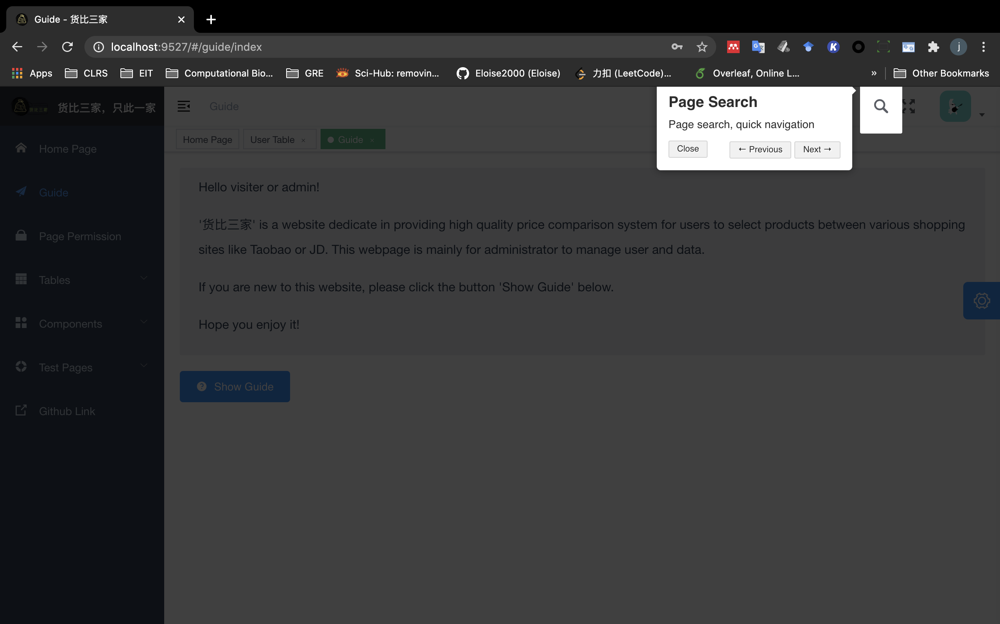 Guide - 货比三家
localhost:9527/#/guide/index
j
Apps
CLRS
EIT
Computational Bio...
GRE
Sci-Hub: removin...
Eloise2000 (Eloise)
力扣 (LeetCode)...
Overleaf, Online L...
»
Other Bookmarks
货比三家
货比三家，只此一家
Guide
Page Search
Page search, quick navigation
Close
← Previous
Next →
Home Page
User Table ×
Guide ×
Home Page
Guide
Page Permission
Tables
Components
Test Pages
Github Link
Hello visiter or admin!
'货比三家' is a website dedicate in providing high quality price comparison system for users to select products between various shopping
sites like Taobao or JD. This webpage is mainly for administrator to manage user and data.
If you are new to this website, please click the button 'Show Guide' below.
Hope you enjoy it!
Show Guide